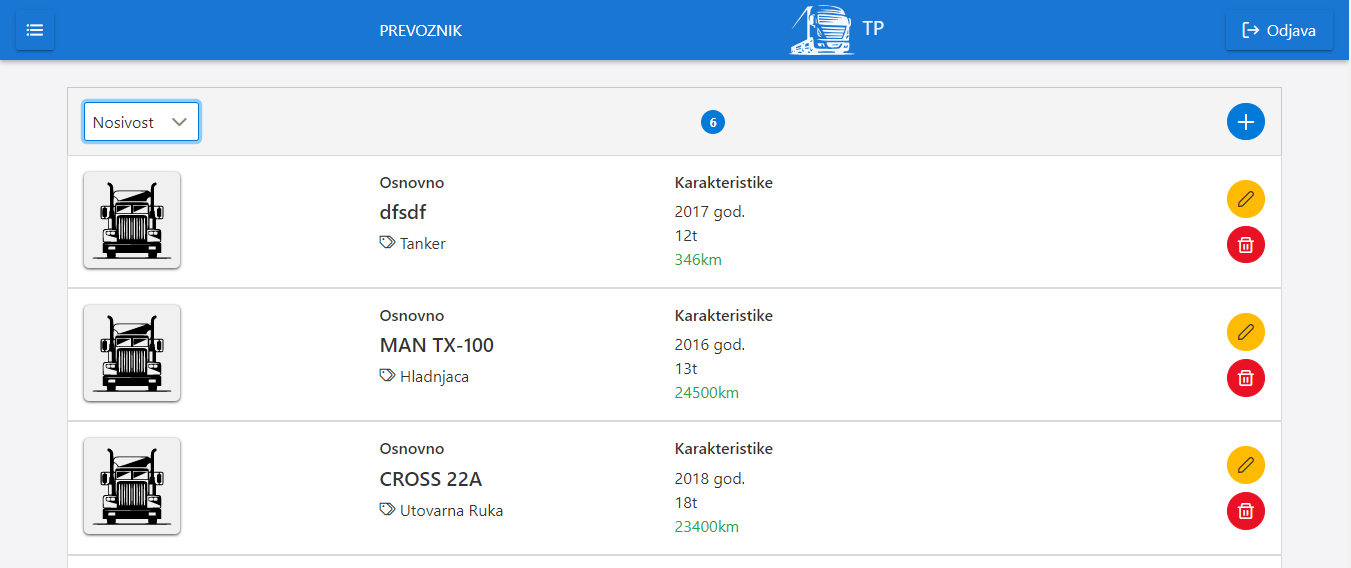 PREVOZNIK
TP
Odjava
Nosivost
6
Osnovno
dfsdf
Tanker
Karakteristike
2017 god.
12t
346km
Osnovno
MAN TX-100
Hladnjaca
Karakteristike
2016 god.
13t
24500km
Osnovno
CROSS 22A
Utovarna Ruka
Karakteristike
2018 god.
18t
23400km